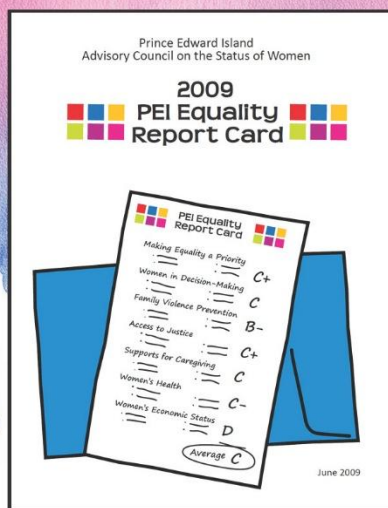 Prince Edward Island
Advisory Council on the Status of Women
2009
PEI Equality
Report Card
PEI Equality
Report Card
Making Equality a Priority
C+
Women in Decision-Making
C
Family Violence Prevention
B-
Access to Justice
C+
Supports for Caregiving
C
Women's Health
C-
Women's Economic Status
D
Average C
June 2009